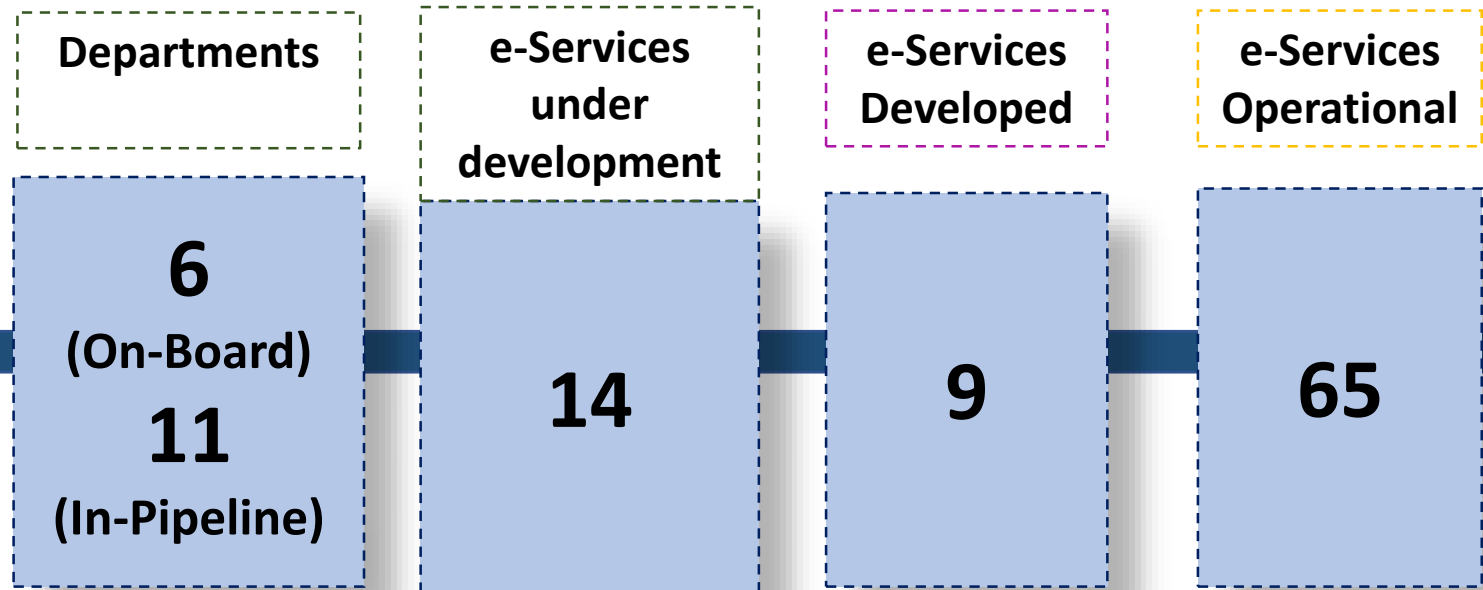 Departments
6
(On-Board)
11
(In-Pipeline)
e-Services
under
development
14
e-Services
Developed
9
e-Services
Operational
65